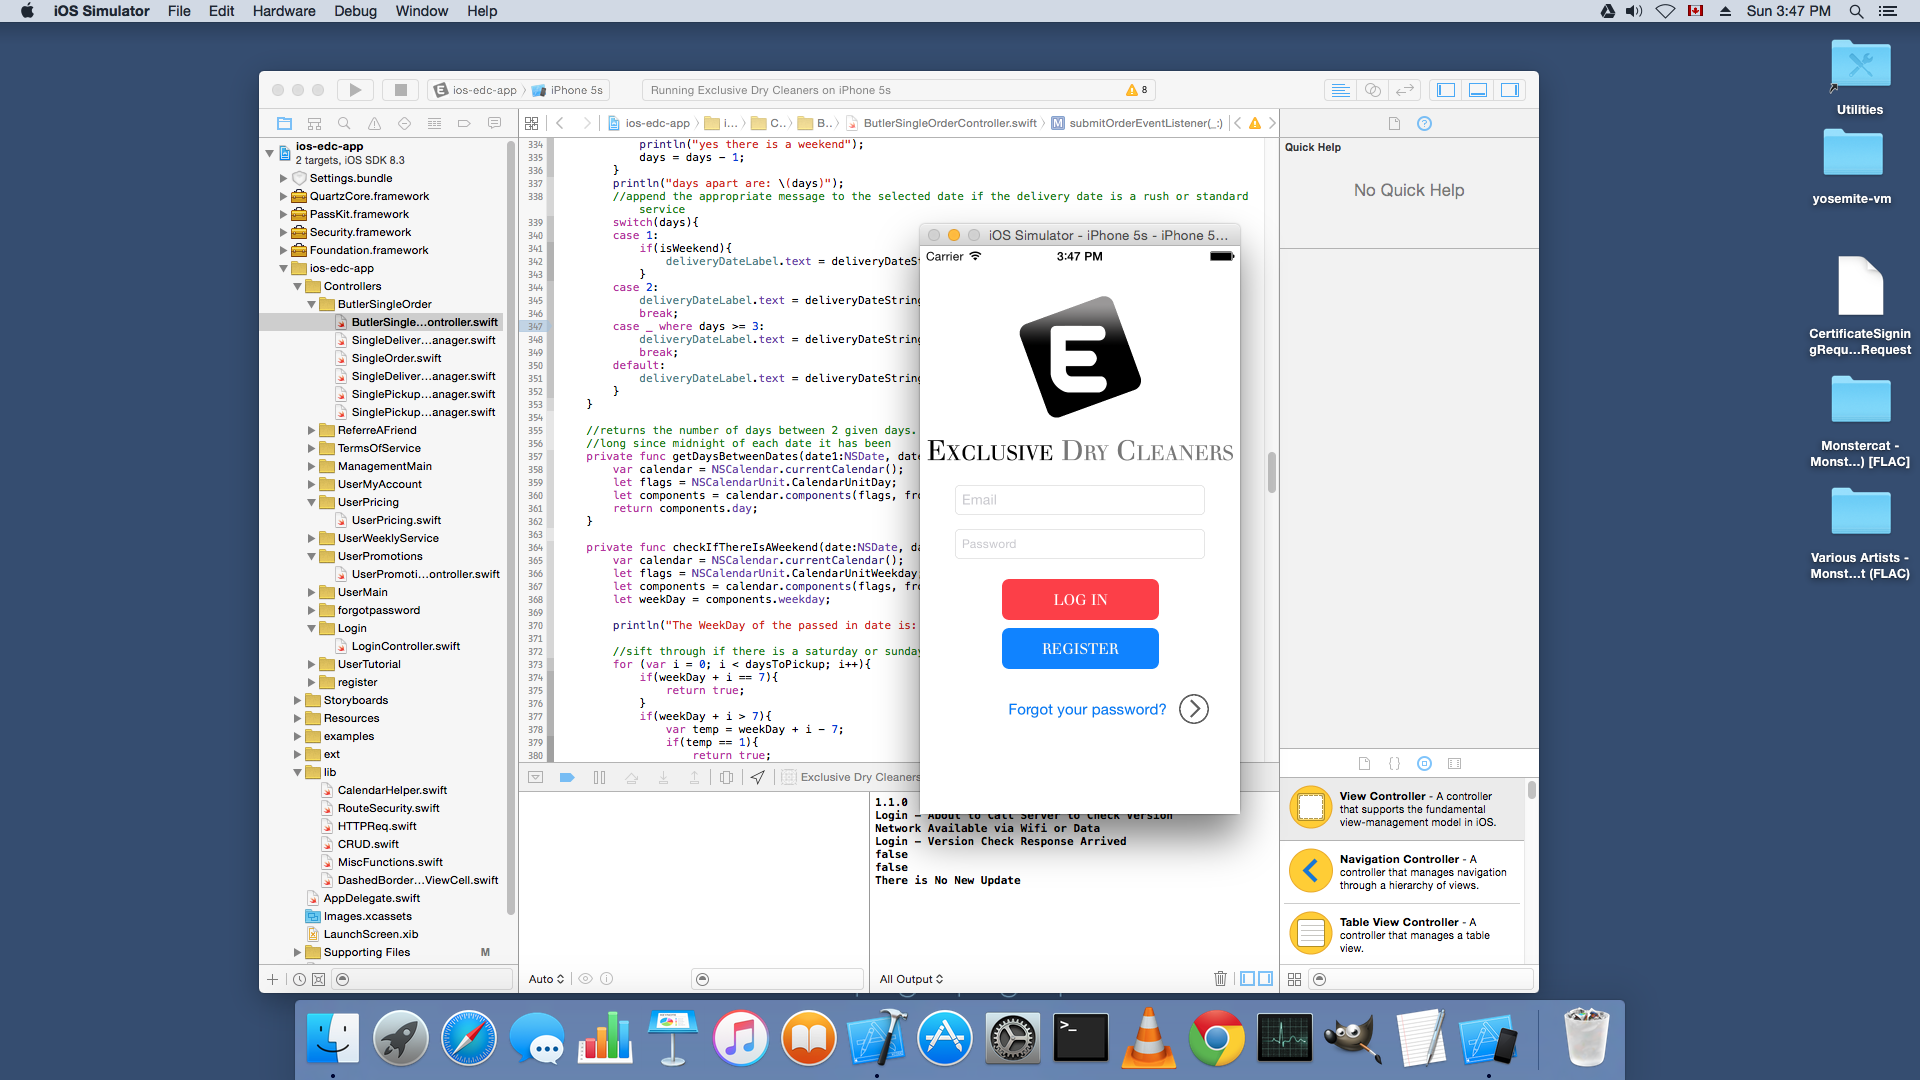 iOS Simulator File Edit Hardware Debug Window Help
Sun 3:47 PM
ios-edc-app iPhone 5s
Running Exclusive Dry Cleaners on iPhone 5s
8
ios-edc-app i... C.. B.. ButlerSingleOrderController.swift submitOrderEventListener(_:)
ios-edc-app
2 targets, iOS SDK 8.3
Settings.bundle
QuartzCore.framework
PassKit.framework
Security.framework
Foundation.framework
ios-edc-app
Controllers
ButlerSingleOrder
ButlerSingle...ontroller.swift
SingleDeliver...anager.swift
SingleOrder.swift
SingleDeliver...anager.swift
SinglePickup...anager.swift
SinglePickup...anager.swift
ReferreAFriend
TermsOfService
ManagementMain
UserMyAccount
UserPricing
UserPricing.swift
UserWeeklyService
UserPromotions
UserPromoti...ontroller.swift
UserMain
forgotpassword
Login
LoginController.swift
UserTutorial
register
Storyboards
Resources
examples
ext
lib
CalendarHelper.swift
RouteSecurity.swift
HTTPReq.swift
CRUD.swift
MiscFunctions.swift
DashedBorder...ViewCell.swift
AppDelegate.swift
Images.xcassets
LaunchScreen.xib
Supporting Files M
334 println("yes there is a weekend");
335 days = days - 1;
336 }
337 println("days apart are: \(days)");
338 //append the appropriate message to the selected date if the delivery date is a rush or standard
service
339 switch(days){
340 case 1:
341 if(isWeekend){
342 deliveryDateLabel.text = deliveryDateSt
343 }
344 case 2:
345 deliveryDateLabel.text = deliveryDateString
346 break;
347 case _ where days >= 3:
348 deliveryDateLabel.text = deliveryDateString
349 break;
350 default:
351 deliveryDateLabel.text = deliveryDateString
352 }
353 }
354
355 //returns the number of days between 2 given days.
356 //long since midnight of each date it has been
357 private func getDaysBetweenDates(date1:NSDate, date
358 var calendar = NSCalendar.currentCalendar();
359 let flags = NSCalendarUnit.CalendarUnitDay;
360 let components = calendar.components(flags, fro
361 return components.day;
362 }
363
364 private func checkIfThereIsAWeekend(date:NSDate, da
365 var calendar = NSCalendar.currentCalendar();
366 let flags = NSCalendarUnit.CalendarUnitWeekday;
367 let components = calendar.components(flags, fro
368 let weekDay = components.weekday;
369
370 println("The WeekDay of the passed in date is:
371
372 //sift through if there is a saturday or sunday
373 for (var i = 0; i < daysToPickup; i++){
374 if(weekDay + i == 7){
375 return true;
376 }
377 if(weekDay + i > 7){
378 var temp = weekDay + i - 7;
379 if(temp == 1){
380 return true;
iOS Simulator - iPhone 5s - iPhone 5...
Carrier 3:47 PM
E
EXCLUSIVE DRY CLEANERS
Email
Password
LOG IN
REGISTER
Forgot your password?
Exclusive Dry Cleaners
1.1.0
Login – About to Call Server to Check Version
Network Available via Wifi or Data
Login – Version Check Response Arrived
false
false
There is No New Update
Auto
All Output
Quick Help
No Quick Help
View Controller - A controller
that supports the fundamental
view-management model in iOS.
Navigation Controller - A
controller that manages navigation
through a hierarchy of views.
Table View Controller - A
controller that manages a table
view.
Utilities
yosemite-vm
CertificateSignin
gRequ...Request
Monstercat -
Monst...) [FLAC]
Various Artists -
Monst...t (FLAC)